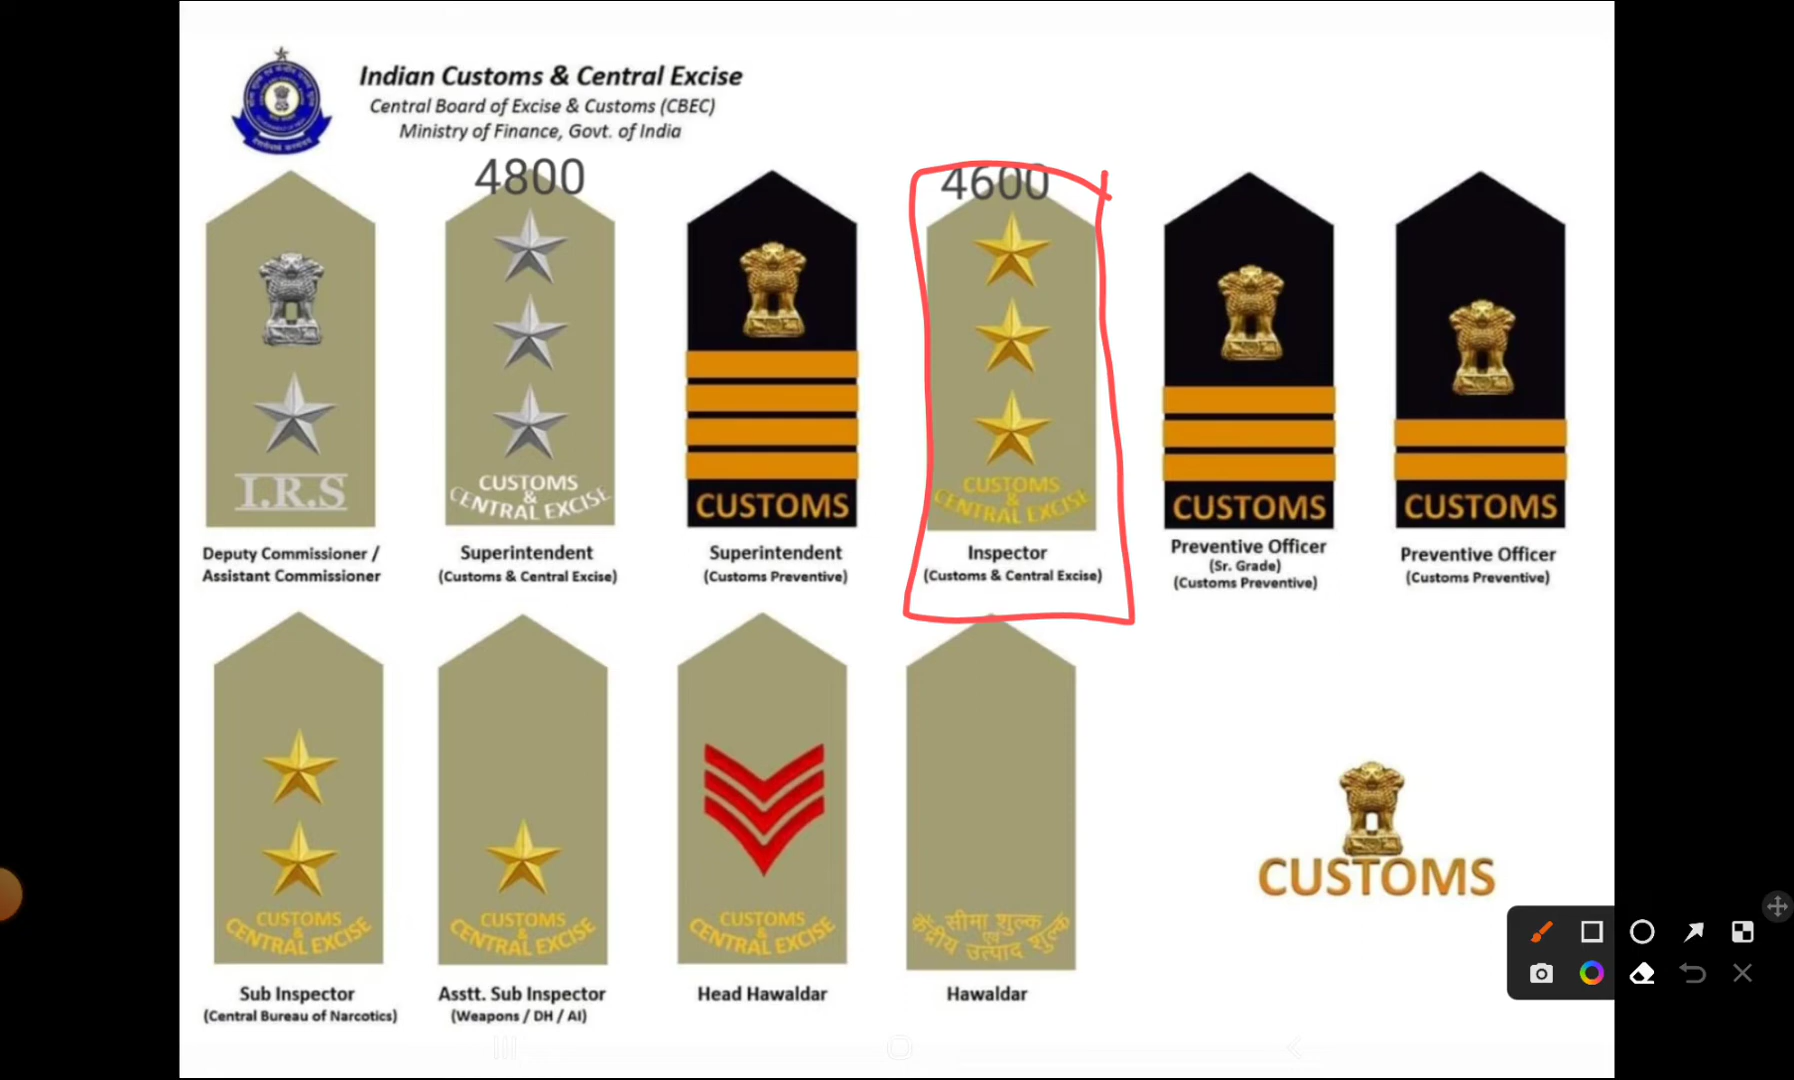 Indian Customs & Central Excise
Central Board of Excise & Customs (CBEC)
Ministry of Finance, Govt. of India
4800
4600
I.R.S
CUSTOMS
&
CENTRAL EXCISE
CUSTOMS
CUSTOMS
&
CENTRAL EXCISE
CUSTOMS
CUSTOMS
Deputy Commissioner /
Assistant Commissioner
Superintendent
(Customs & Central Excise)
Superintendent
(Customs Preventive)
Inspector
(Customs & Central Excise)
Preventive Officer
(Sr. Grade)
(Customs Preventive)
Preventive Officer
(Customs Preventive)
CUSTOMS
&
CENTRAL EXCISE
CUSTOMS
&
CENTRAL EXCISE
CUSTOMS
&
CENTRAL EXCISE
सीमा शुल्क
एवं
केंद्रीय उत्पाद शुल्क
CUSTOMS
Sub Inspector
(Central Bureau of Narcotics)
Asstt. Sub Inspector
(Weapons / DH / AI)
Head Hawaldar
Hawaldar